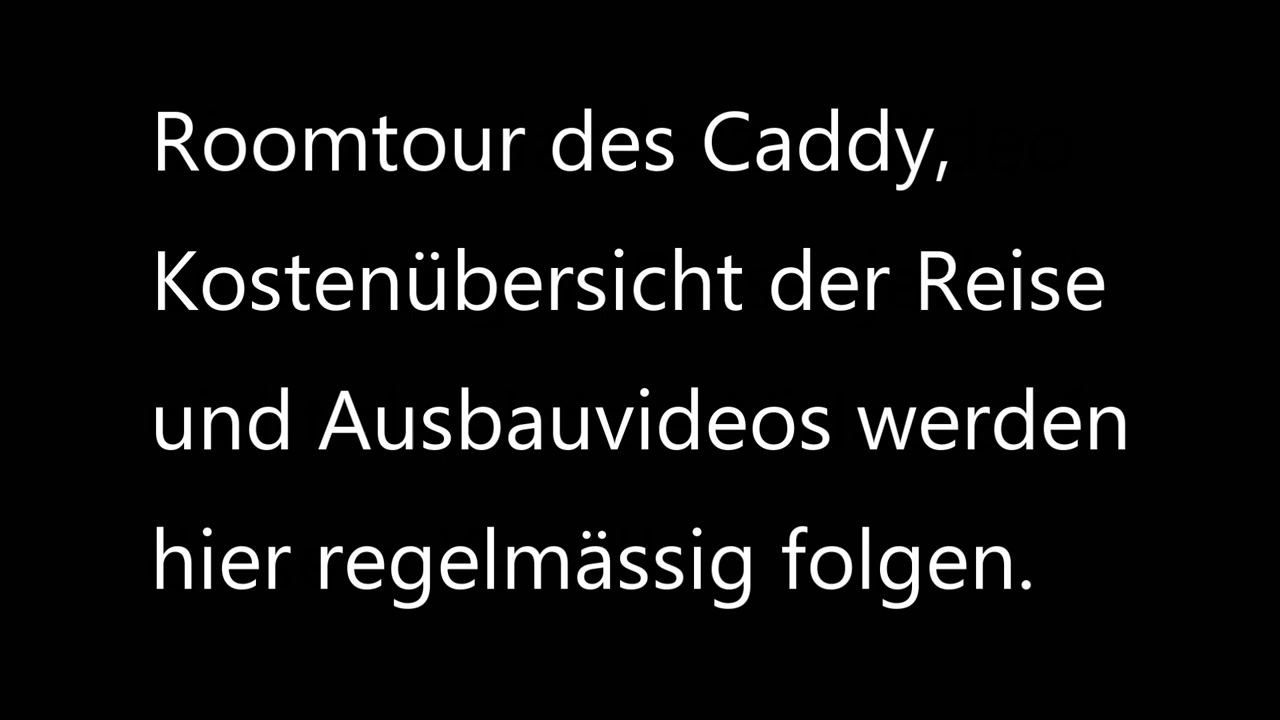 Roomtour des Caddy,
Kostenübersicht der Reise
und Ausbauvideos werden
hier regelmässig folgen.